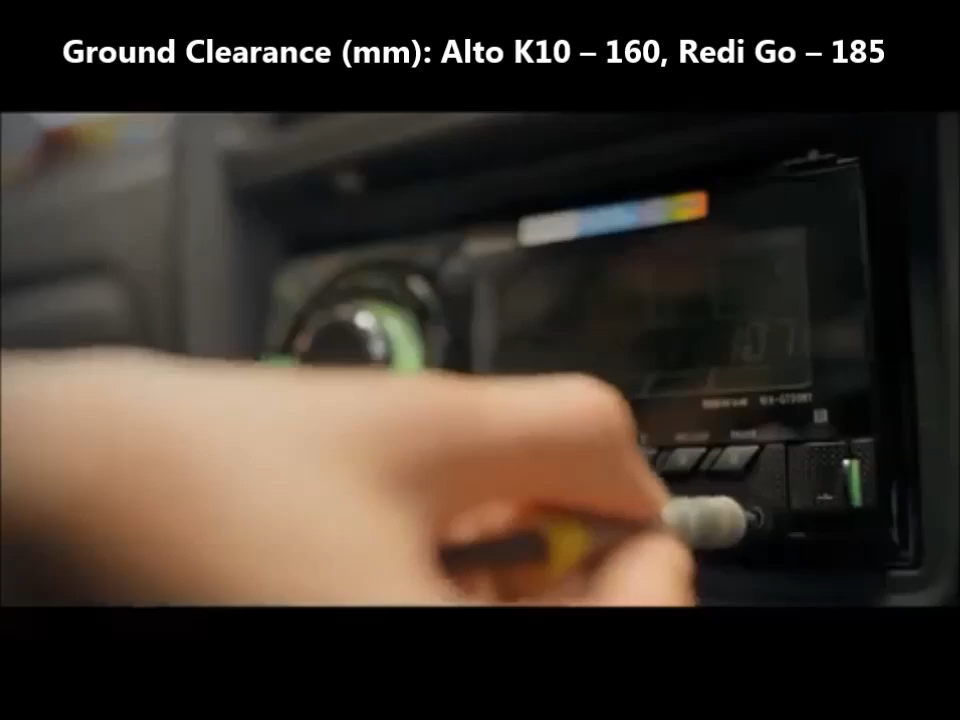 Ground Clearance (mm): Alto K10 – 160, Redi Go – 185